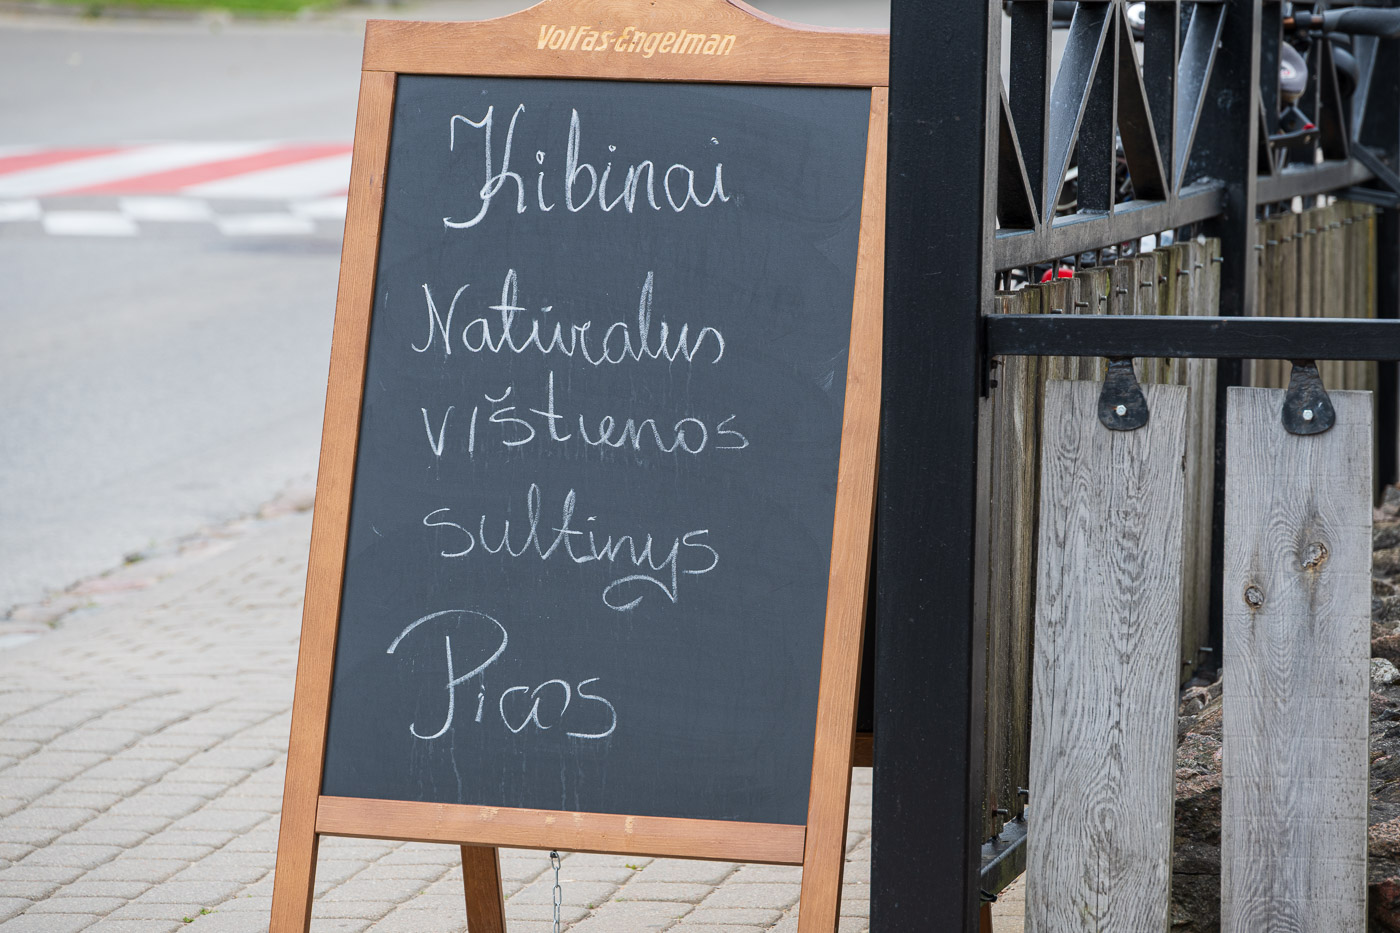 Volfas-Engelman
Kibinai
Natūralus
vištienos
sultinys
Picos